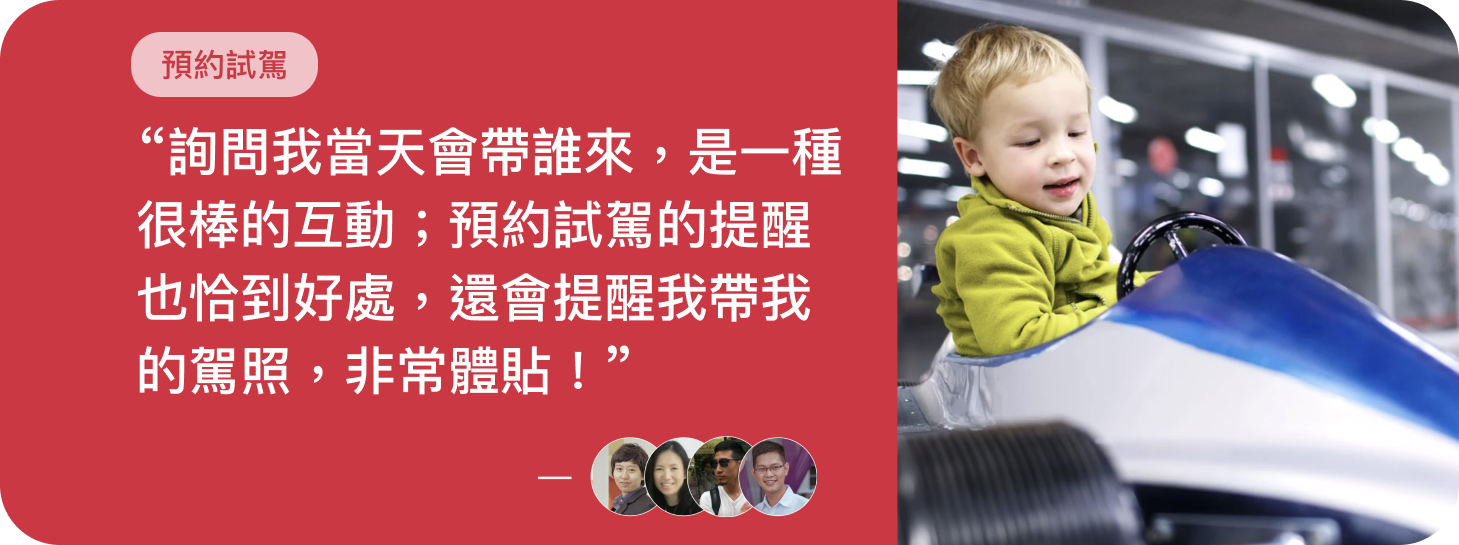 預約試駕
“詢問我當天會帶誰來，是一種
很棒的互動；預約試駕的提醒
也恰到好處，還會提醒我帶我
的駕照，非常體貼！”
—